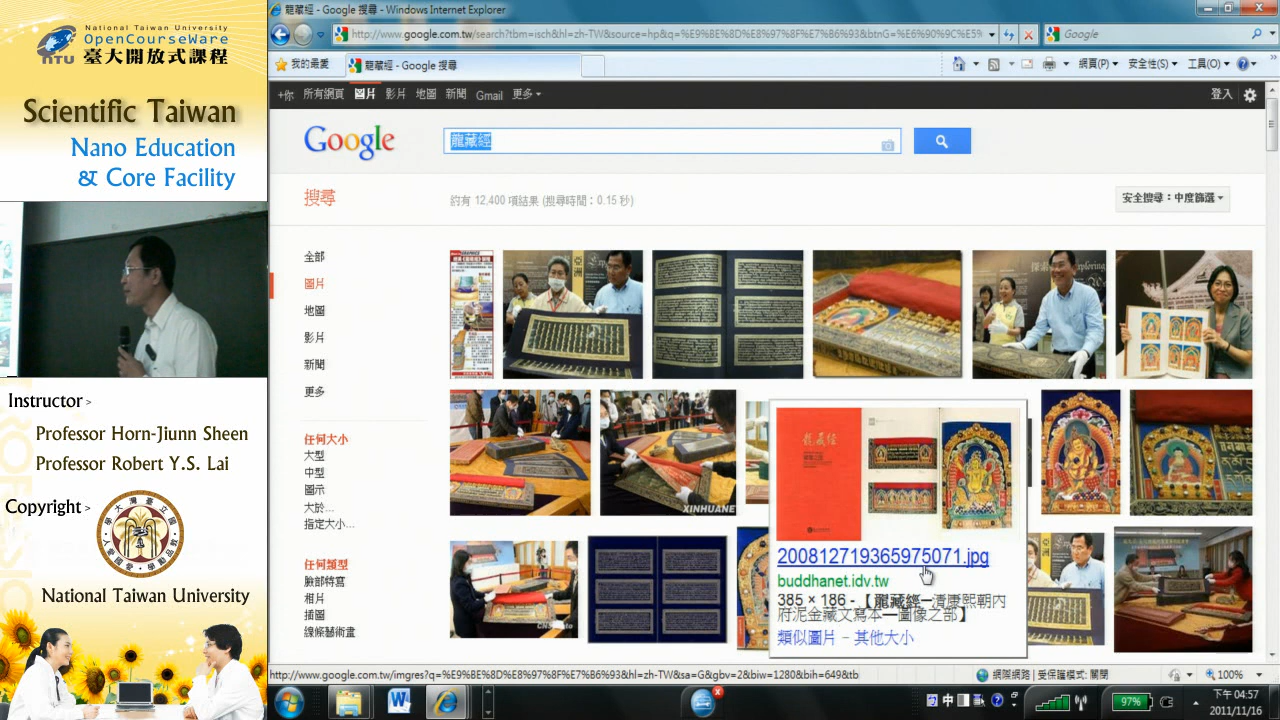 National Taiwan University
OpenCourseWare
NTU 臺大開放式課程
Scientific Taiwan
Nano Education
& Core Facility
Instructor >
Professor Horn-Jiunn Sheen
Professor Robert Y.S. Lai
Copyright >
National Taiwan University
龍藏經 - Google 搜尋 - Windows Internet Explorer
http://www.google.com.tw/search?tbm=isch&hl=zh-TW&source=hp&q=%E9%BE%8D%E8%97%8F%E7%B6%93&btnG=%E6%90%9C%E5%
Google
我的最愛
龍藏經 - Google 搜尋
網頁(P)
安全性(S)
工具(O)
+你 所有網頁 圖片 影片 地圖 新聞 Gmail 更多
登入
Google
龍藏經
搜尋
約有 12,400 項結果 (搜尋時間：0.15 秒)
安全搜尋：中度篩選
全部
圖片
地圖
影片
新聞
更多
任何大小
大型
中型
圖示
大於...
指定大小...
任何類型
臉部特寫
相片
插圖
線條藝術畫
XINHUANE
龍藏經
200812719365975071.jpg
buddhanet.idv.tw
385 × 186 - 【龍藏經─清康熙朝內
府泥金藏文寫本─圖像之部】
類似圖片 - 其他大小
http://www.google.com.tw/imgres?q=%E9%BE%8D%E8%97%8F%E7%B6%93&hl=zh-TW&sa=G&gbv=2&biw=1280&bih=649&tb
網際網路 | 受保護模式: 關閉
100%
中
97%
下午 04:57
2011/11/16